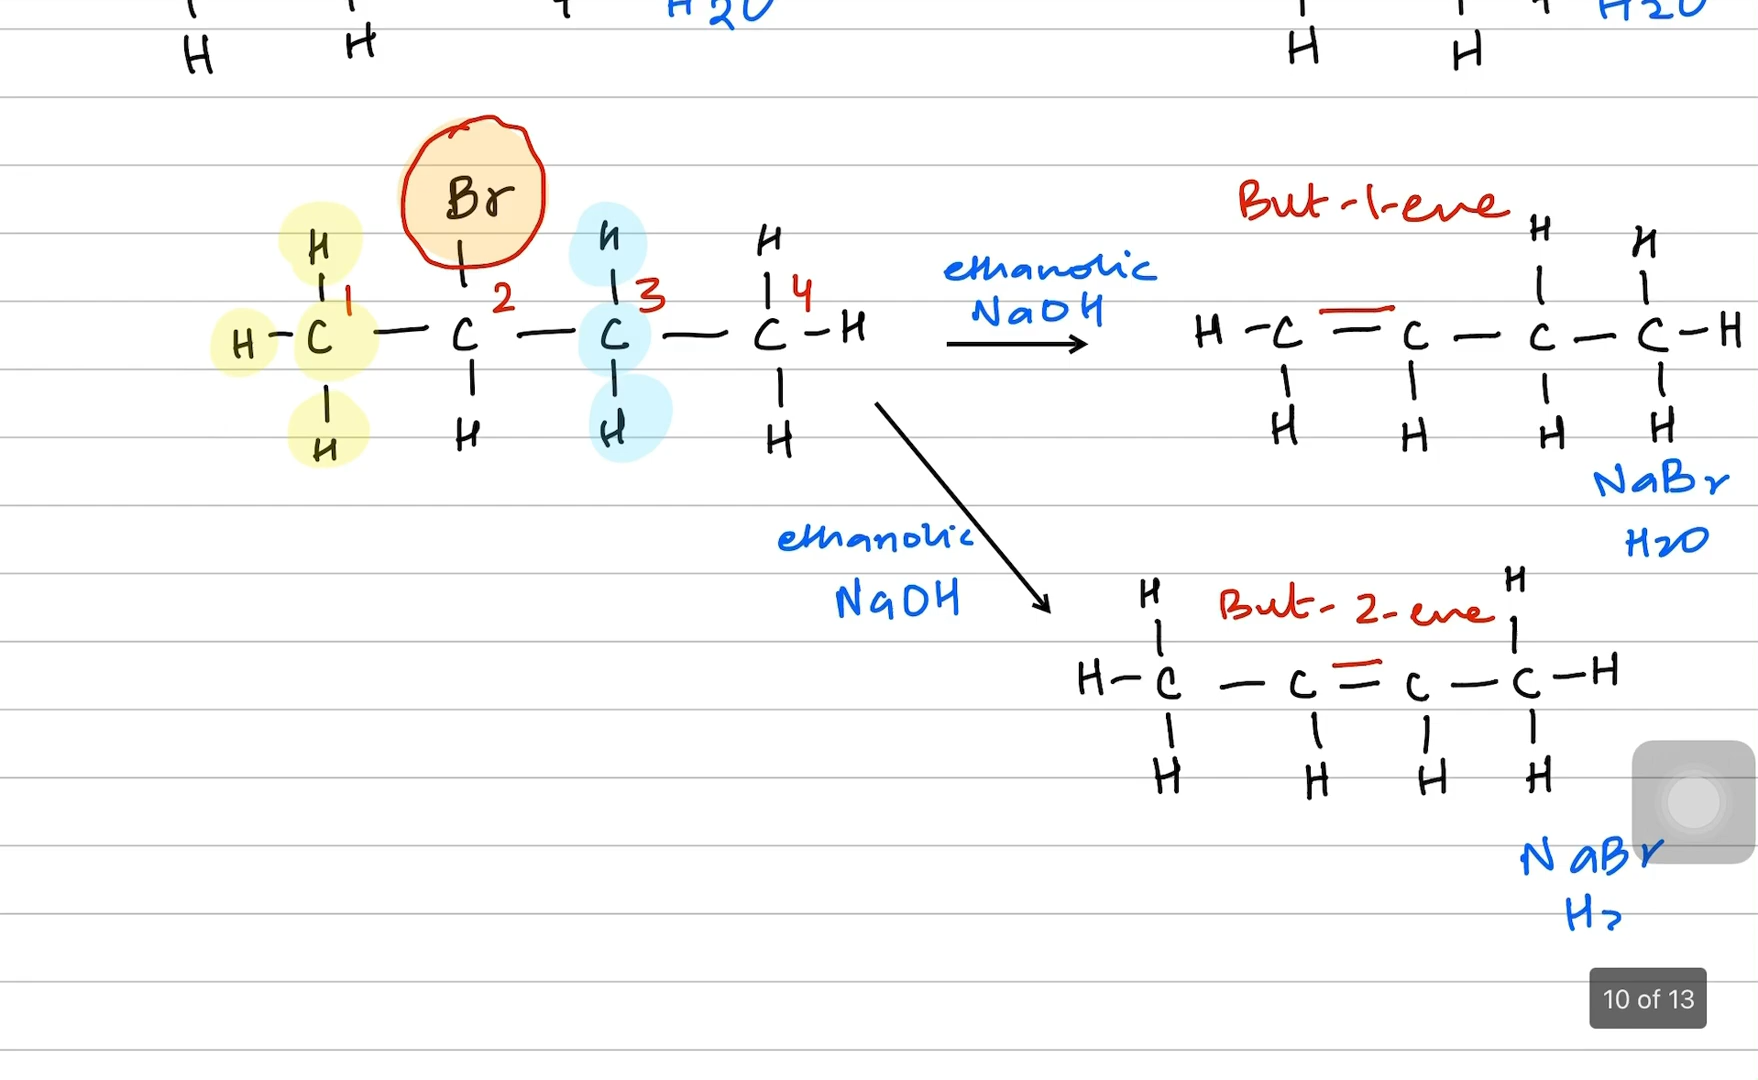 H H H2O H H H2O
Br
But-1-ene
H H H H H
1 2 3 4
ethanolic
NaOH
H-C-C-C-C-H
H-C=C-C-C-H
H H H H
H H H H
NaBr
H2O
ethanolic
NaOH
H But-2-ene H
H-C-C=C-C-H
H H H H
NaBr
H2
10 of 13